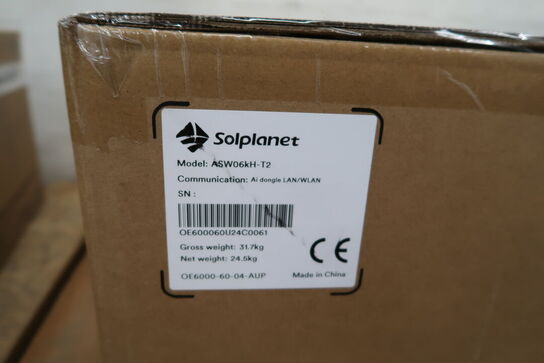 Solplanet
Model: ASW06kH-T2
Communication: Ai dongle LAN/WLAN
SN :
OE600060U24C0061
Gross weight: 31.7kg
Net weight: 24.5kg
CE
OE6000-60-04-AUP
Made in China